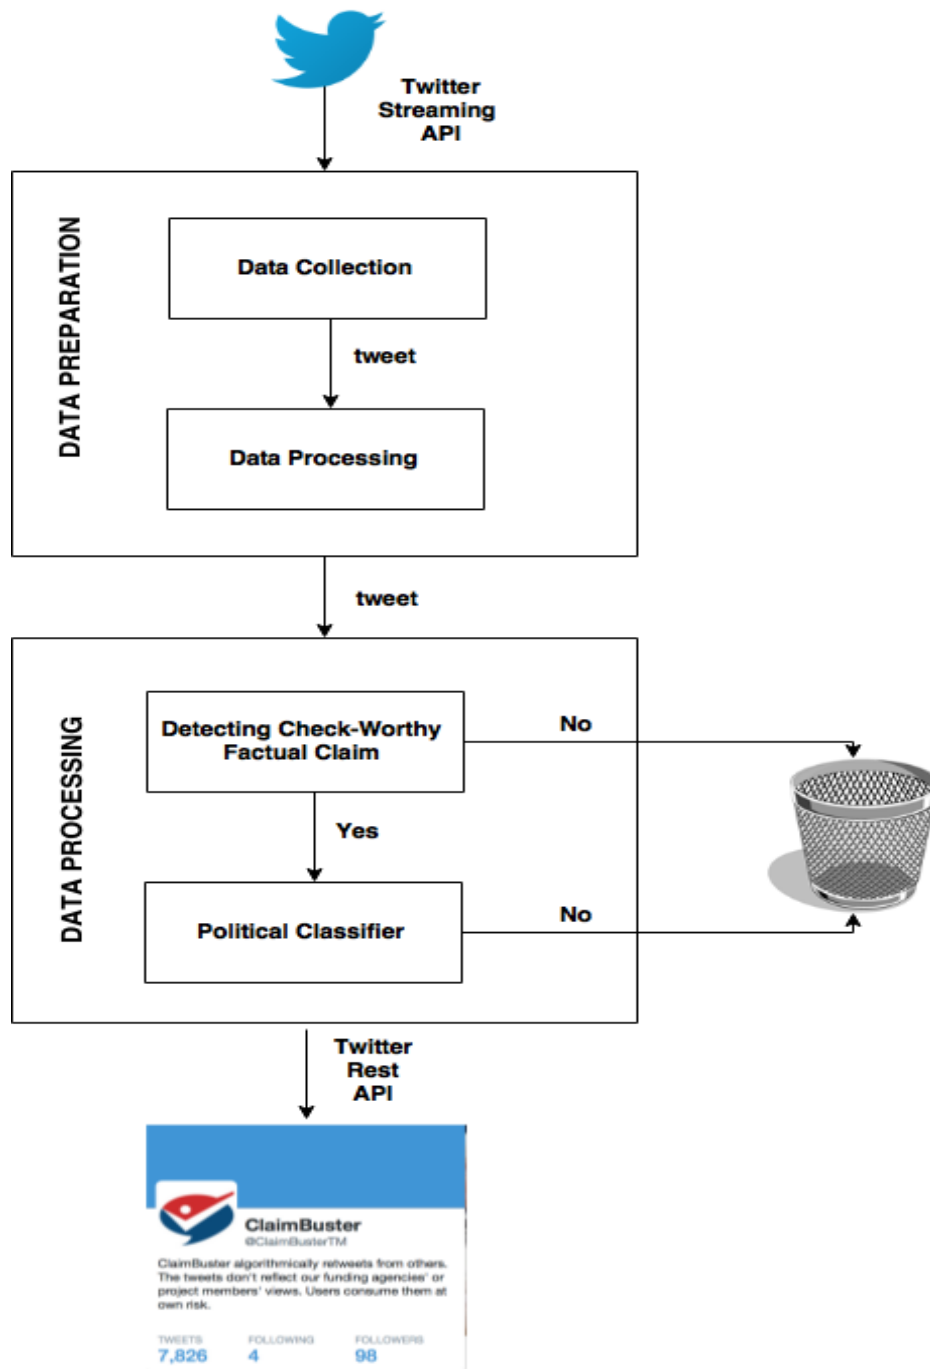 Twitter
Streaming
API
DATA PREPARATION
Data Collection
tweet
Data Processing
tweet
DATA PROCESSING
Detecting Check-Worthy
Factual Claim
No
Yes
Political Classifier
No
Twitter
Rest
API
ClaimBuster
@ClaimBusterTM
ClaimBuster algorithmically retweets from others.
The tweets don't reflect our funding agencies' or
project members' views. Users consume them at
own risk.
TWEETS FOLLOWING FOLLOWERS
7,826 4 98